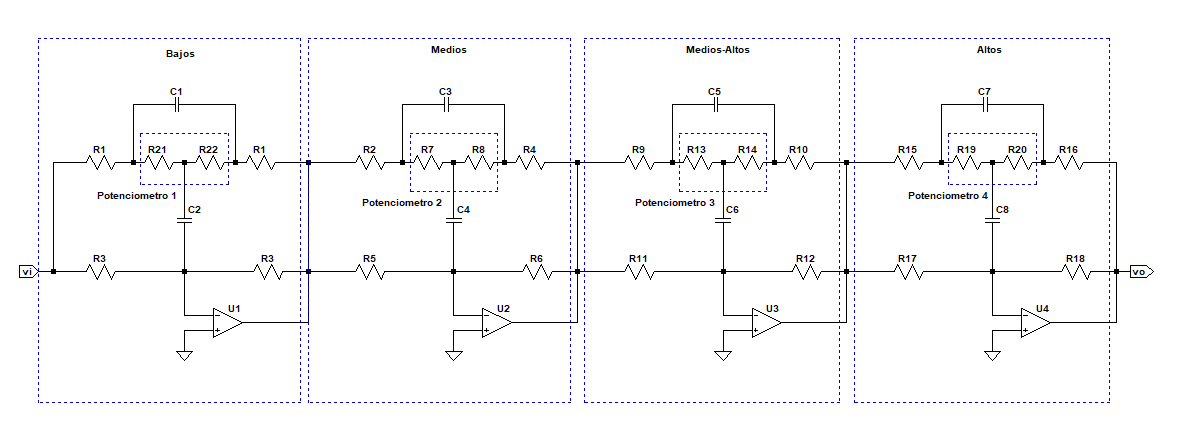 Bajos
Medios
Medios-Altos
Altos
C1
C3
C5
C7
R1 R21 R22 R1
R2 R7 R8 R4
R9 R13 R14 R10
R15 R19 R20 R16
Potenciometro 1
Potenciometro 2
Potenciometro 3
Potenciometro 4
C2
C4
C6
C8
vi
R3 R3
R5 R6
R11 R12
R17 R18
vo
U1
U2
U3
U4